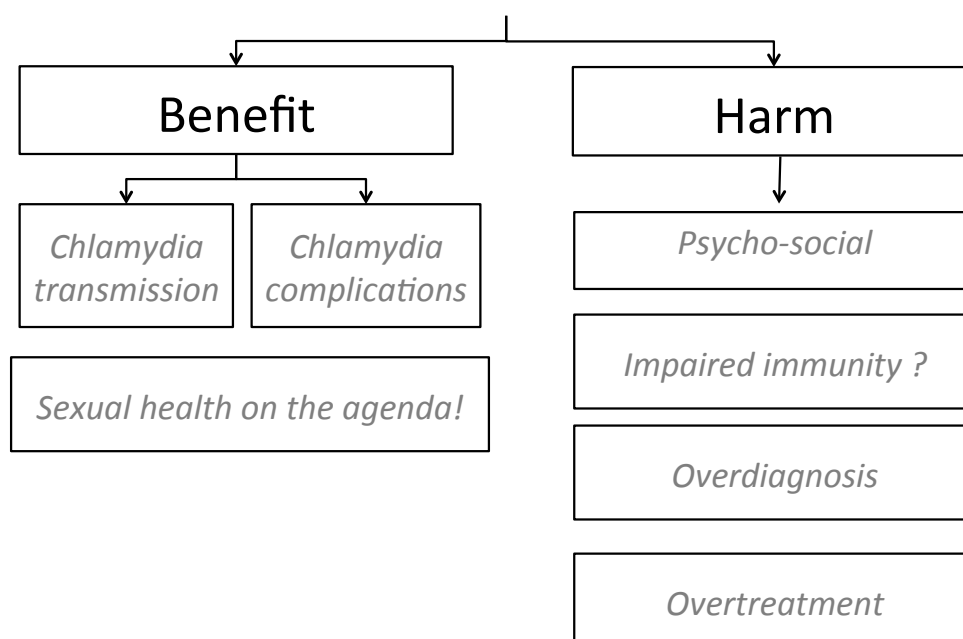 Benefit
Harm
Chlamydia
transmission
Chlamydia
complications
Sexual health on the agenda!
Psycho-social
Impaired immunity ?
Overdiagnosis
Overtreatment